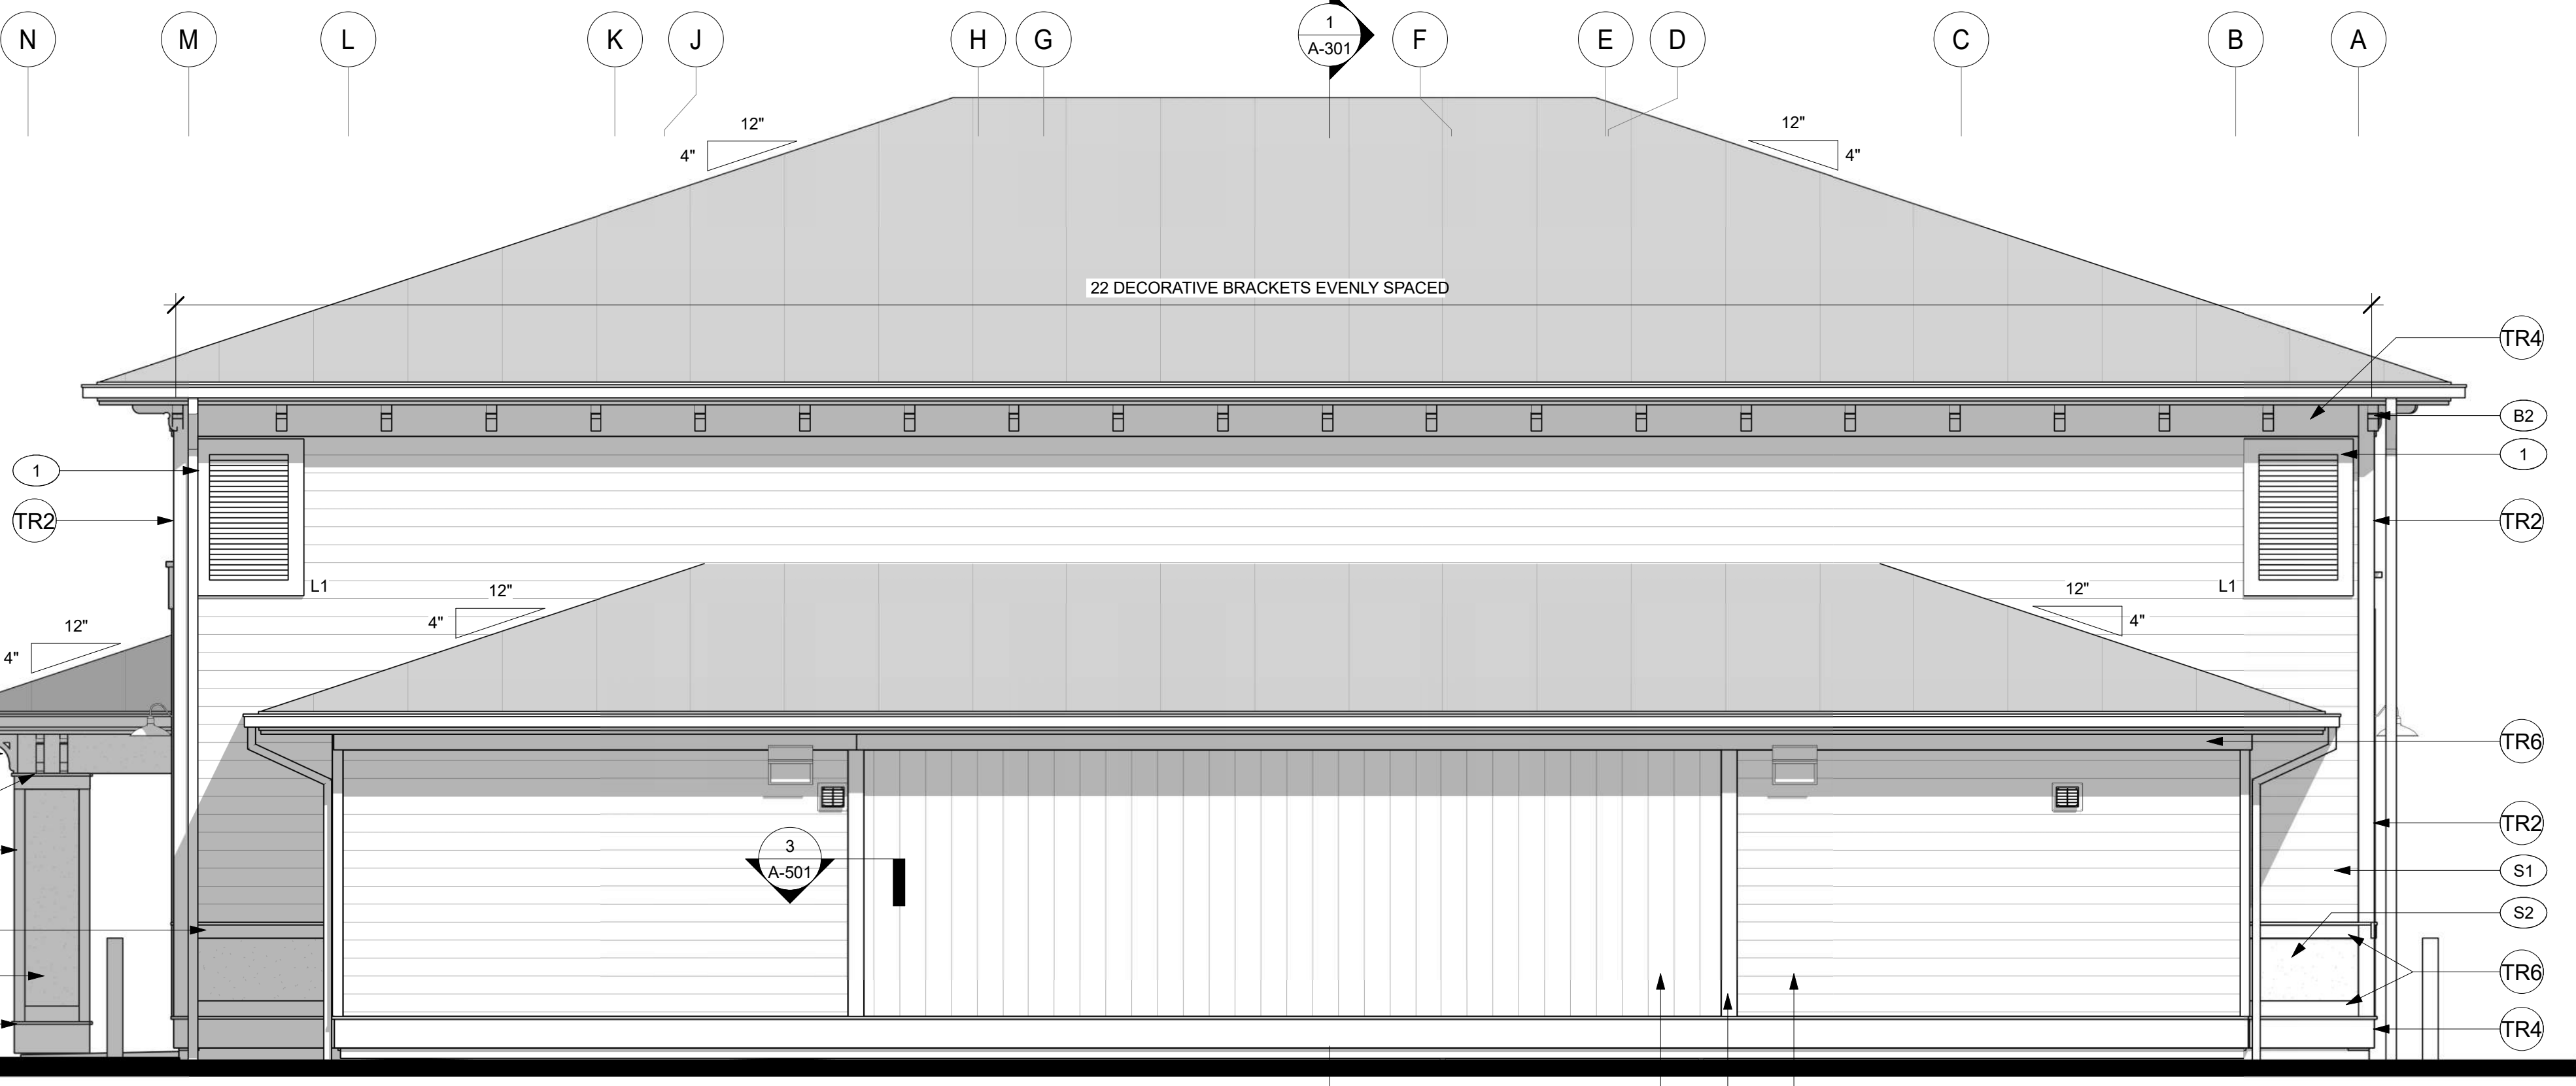 N M L K J H G 1 F E D C B A
A-301
12" 12"
4" 4"
22 DECORATIVE BRACKETS EVENLY SPACED
TR4
B2
1 1
TR2 TR2
L1 L1
12" 12"
4" 4"
12"
4"
TR6
TR2
3
A-501
S1
S2
TR6
TR4